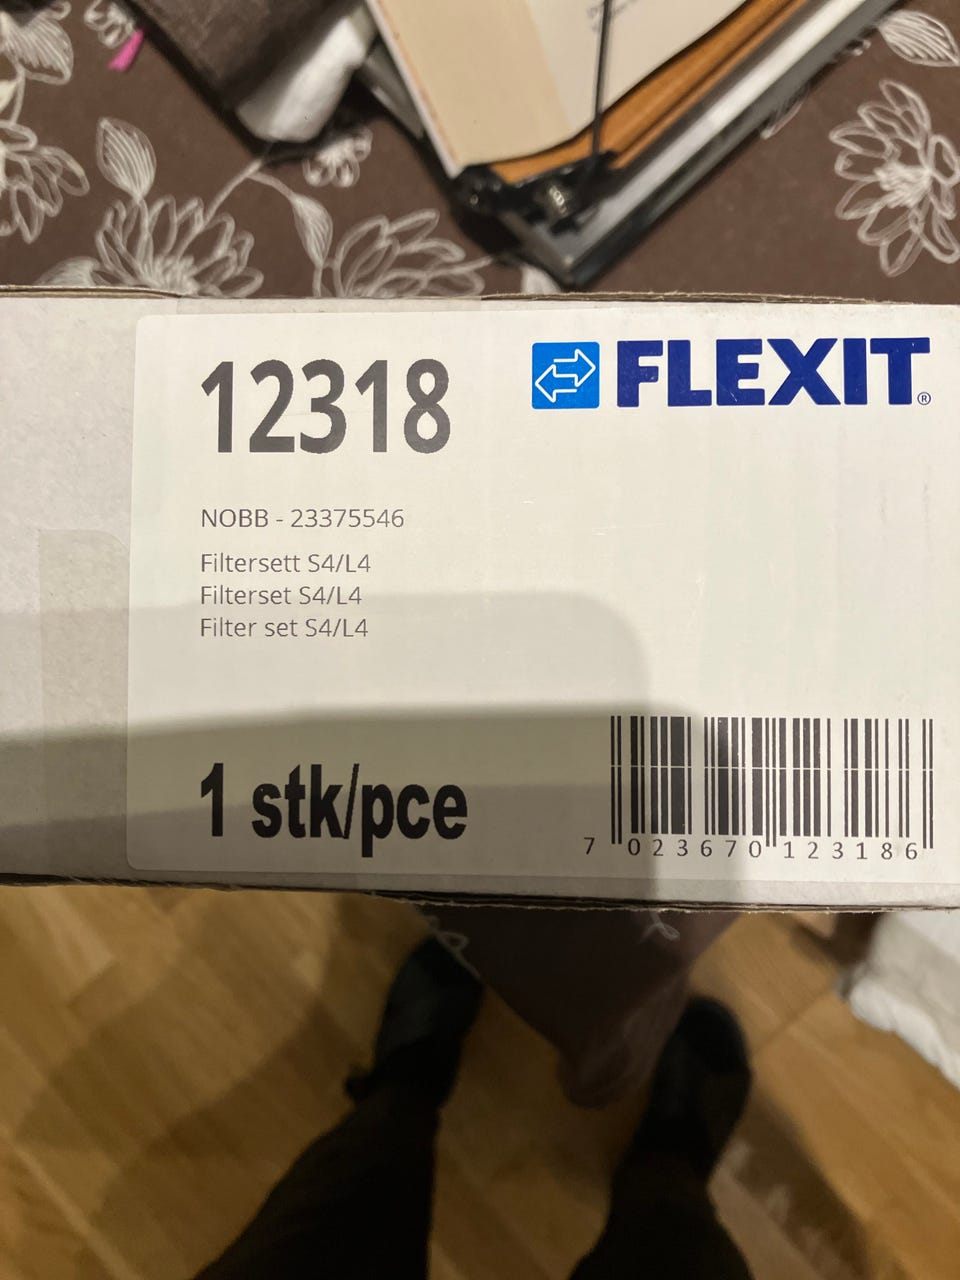 12318
FLEXIT®
NOBB - 23375546
Filtersett S4/L4
Filterset S4/L4
Filter set S4/L4
1 stk/pce
7 023670 123186